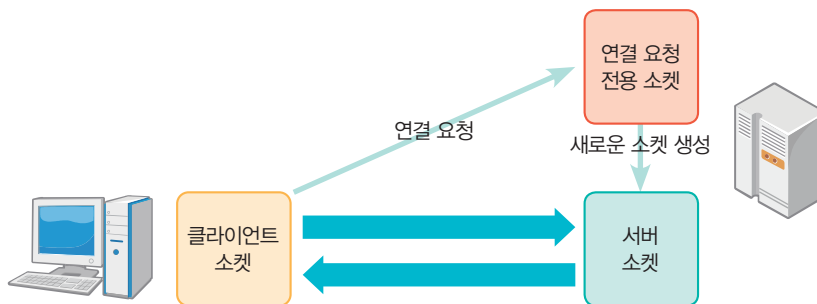 연결 요청
전용 소켓
연결 요청
새로운 소켓 생성
클라이언트
소켓
서버
소켓